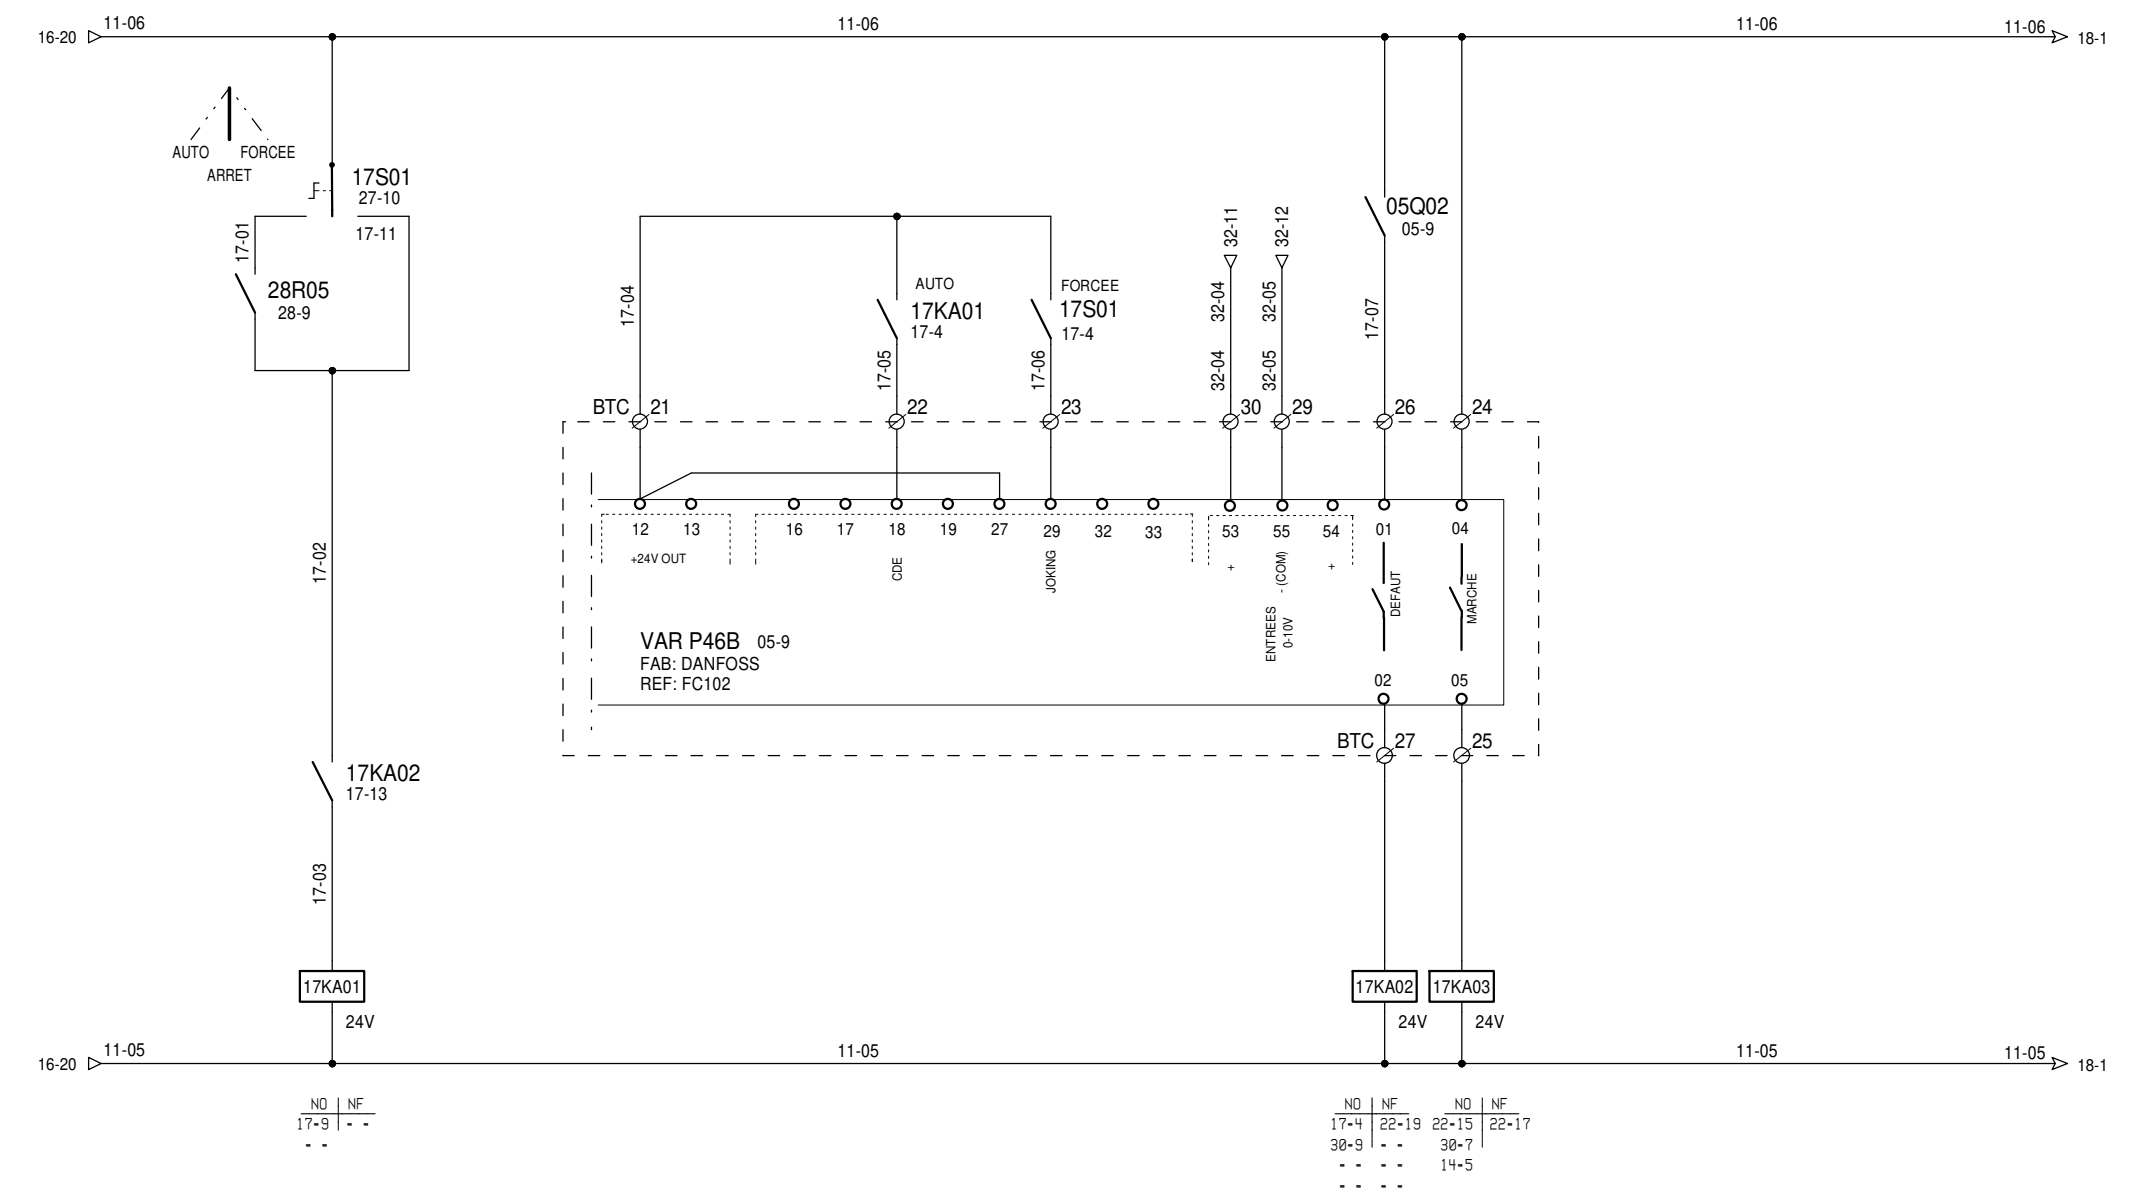 11-06 11-06 11-06 11-06
16-20 18-1
AUTO FORCEE
ARRET
17S01
27-10
17-11
17-01
28R05
28-9
17-02
17KA02
17-13
17-03
17KA01
24V
17-04
AUTO
17KA01
17-4
17-05
FORCEE
17S01
17-4
17-06
32-11
32-04
32-04
32-12
32-05
32-05
05Q02
05-9
17-07
BTC 21 22 23 30 29 26 24
12 13 16 17 18 19 27 29 32 33 53 55 54 01 04
+24V OUT
CDE
JOKING
+ - (COM) +
ENTREES
0-10V
DEFAUT
MARCHE
VAR P46B 05-9
FAB: DANFOSS
REF: FC102
02 05
BTC 27 25
17KA02 17KA03
24V 24V
11-05 11-05 11-05 11-05
16-20 18-1
NO NF
17-9 - -
- -
NO NF
17-4 22-19
30-9 - -
- - - -
- - - -
NO NF
22-15 22-17
30-7
14-5